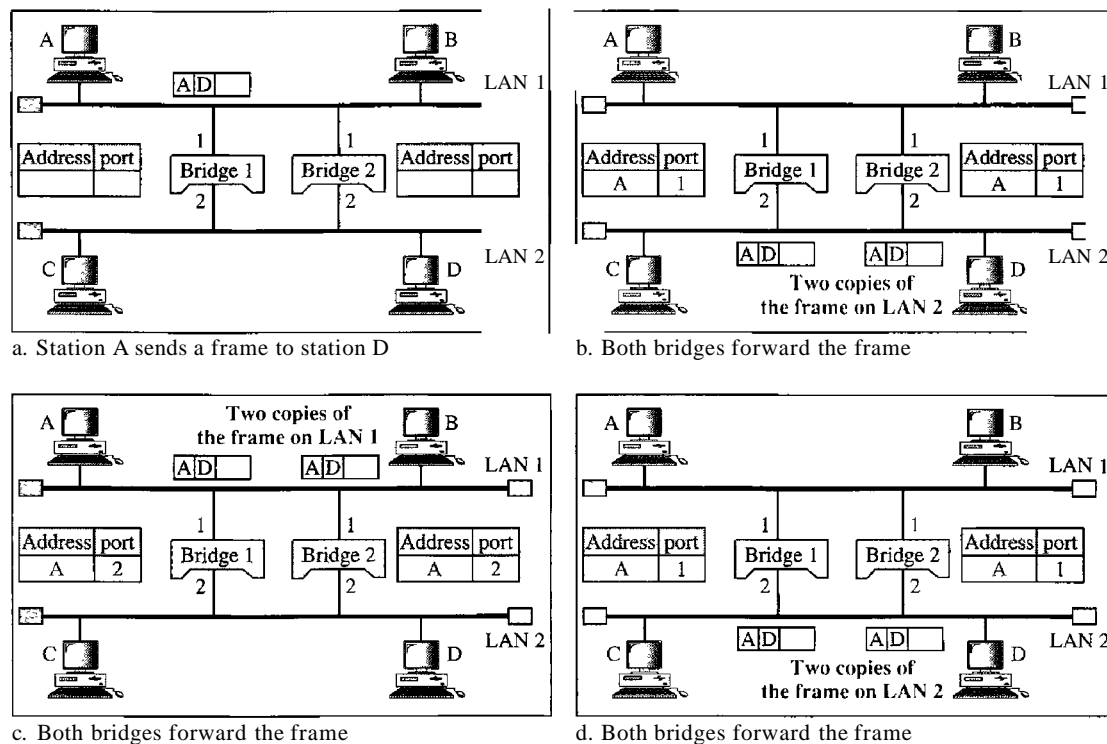 A
B
A D
LAN 1
1
1
Address port
Bridge 1
Bridge 2
Address port
2
2
C
D
LAN 2
a. Station A sends a frame to station D
A
B
LAN 1
1
1
Address port
A 1
Bridge 1
Bridge 2
Address port
A 1
2
2
LAN 2
C
A D
A D
D
Two copies of
the frame on LAN 2
b. Both bridges forward the frame
A
Two copies of
the frame on LAN 1
B
A D
A D
LAN 1
1
1
Address port
A 2
Bridge 1
Bridge 2
Address port
A 2
2
2
LAN 2
C
D
c. Both bridges forward the frame
A
B
LAN 1
1
1
Address port
A 1
Bridge 1
Bridge 2
Address port
A 1
2
2
LAN 2
C
A D
A D
D
Two copies of
the frame on LAN 2
d. Both bridges forward the frame